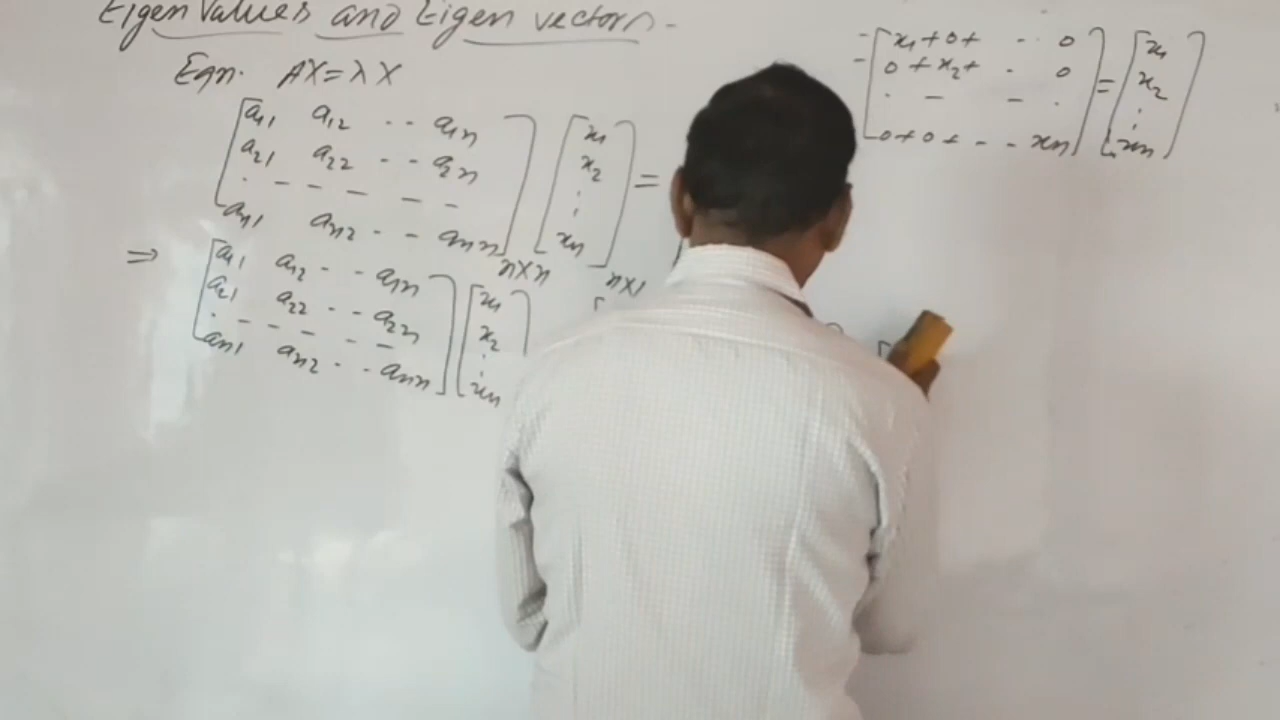 Eigen Values and Eigen vectors-
Eqn. AX = λ X
a11 a12 -- a1n x1
a21 a22 -- a2n x2 =
. - - - - - :
an1 an2 -- ann xn
n×n n×1
⇒ a11 a12 -- a1n x1
a21 a22 -- a2n x2
. - - - - - :
an1 an2 -- ann xn
x1+0+ -- 0 x1
0+x2+ . 0 = x2
. - - . :
0+0+ -- xn xn